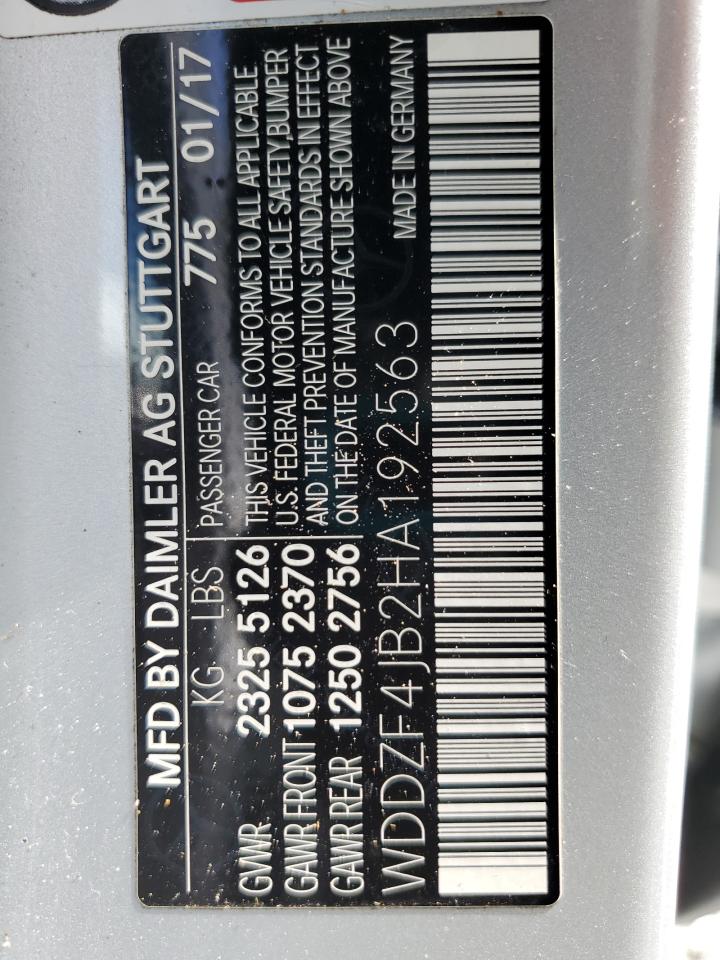 MFD BY DAIMLER AG STUTTGART
KG LBS PASSENGER CAR 775 01/17
GVWR 2325 5126 THIS VEHICLE CONFORMS TO ALL APPLICABLE
GAWR FRONT 1075 2370 U.S. FEDERAL MOTOR VEHICLE SAFETY,BUMPER
GAWR REAR 1250 2756 AND THEFT PREVENTION STANDARDS IN EFFECT
ON THE DATE OF MANUFACTURE SHOWN ABOVE
WDDZF4JB2HA192563 MADE IN GERMANY